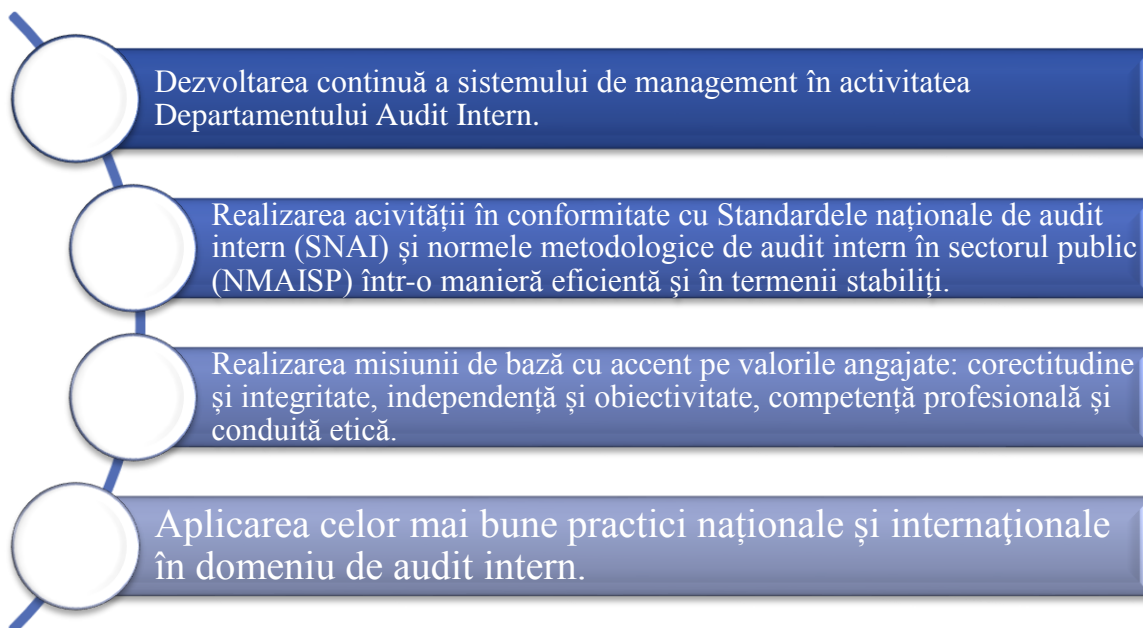 Dezvoltarea continuă a sistemului de management în activitatea
Departamentului Audit Intern.
Realizarea acivității în conformitate cu Standardele naționale de audit
intern (SNAI) și normele metodologice de audit intern în sectorul public
(NMAISP) într-o manieră eficientă şi în termenii stabiliți.
Realizarea misiunii de bază cu accent pe valorile angajate: corectitudine
și integritate, independență și obiectivitate, competență profesională și
conduită etică.
Aplicarea celor mai bune practici naționale și internaţionale
în domeniu de audit intern.